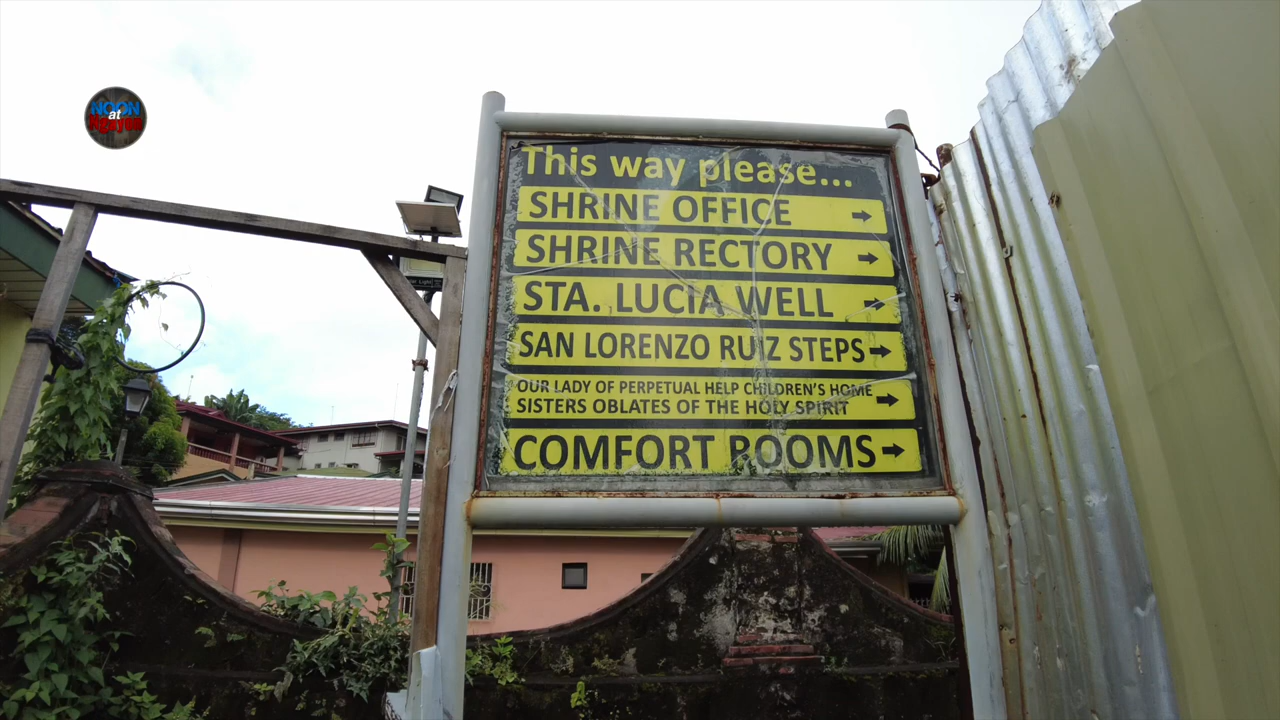 NOON
at
Ngayon
This way please...
SHRINE OFFICE
SHRINE RECTORY
STA. LUCIA WELL
SAN LORENZO RUIZ STEPS
OUR LADY OF PERPETUAL HELP CHILDREN'S HOME
SISTERS OBLATES OF THE HOLY SPIRIT
COMFORT ROOMS